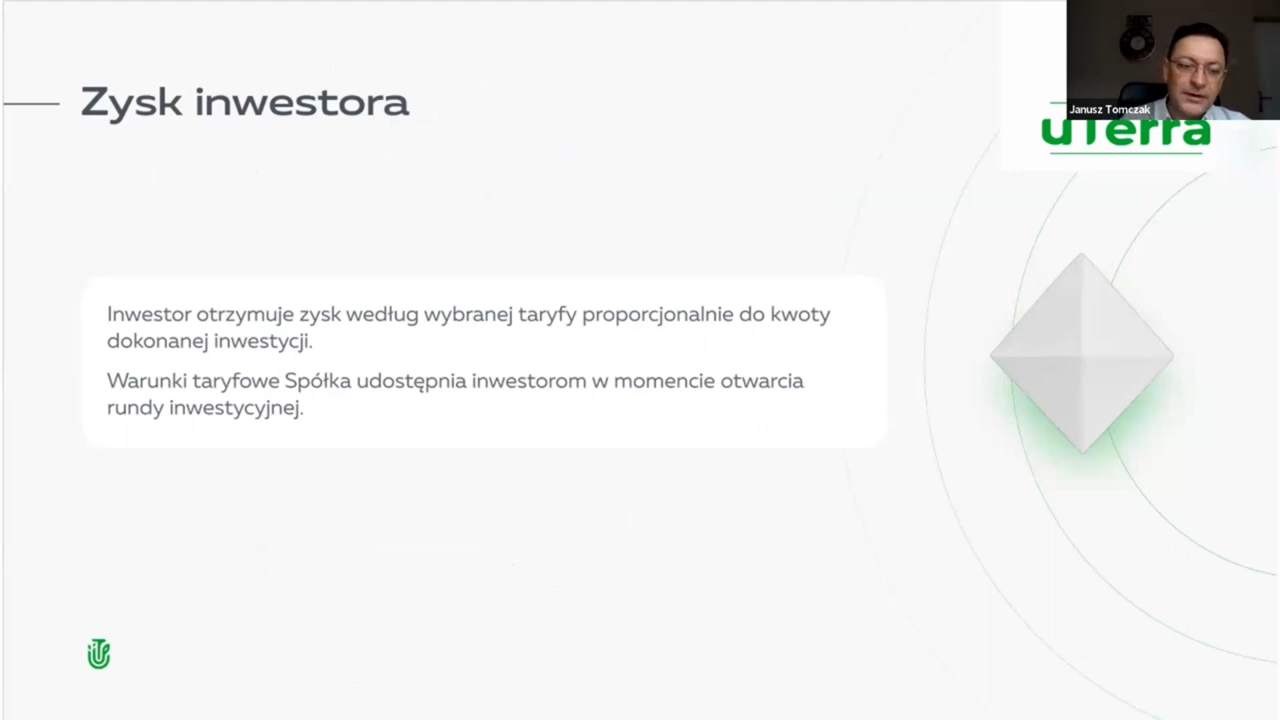 Zysk inwestora
Janusz Tomczak
uTerra
Inwestor otrzymuje zysk według wybranej taryfy proporcjonalnie do kwoty
dokonanej inwestycji.
Warunki taryfowe Spółka udostępnia inwestorom w momencie otwarcia
rundy inwestycyjnej.